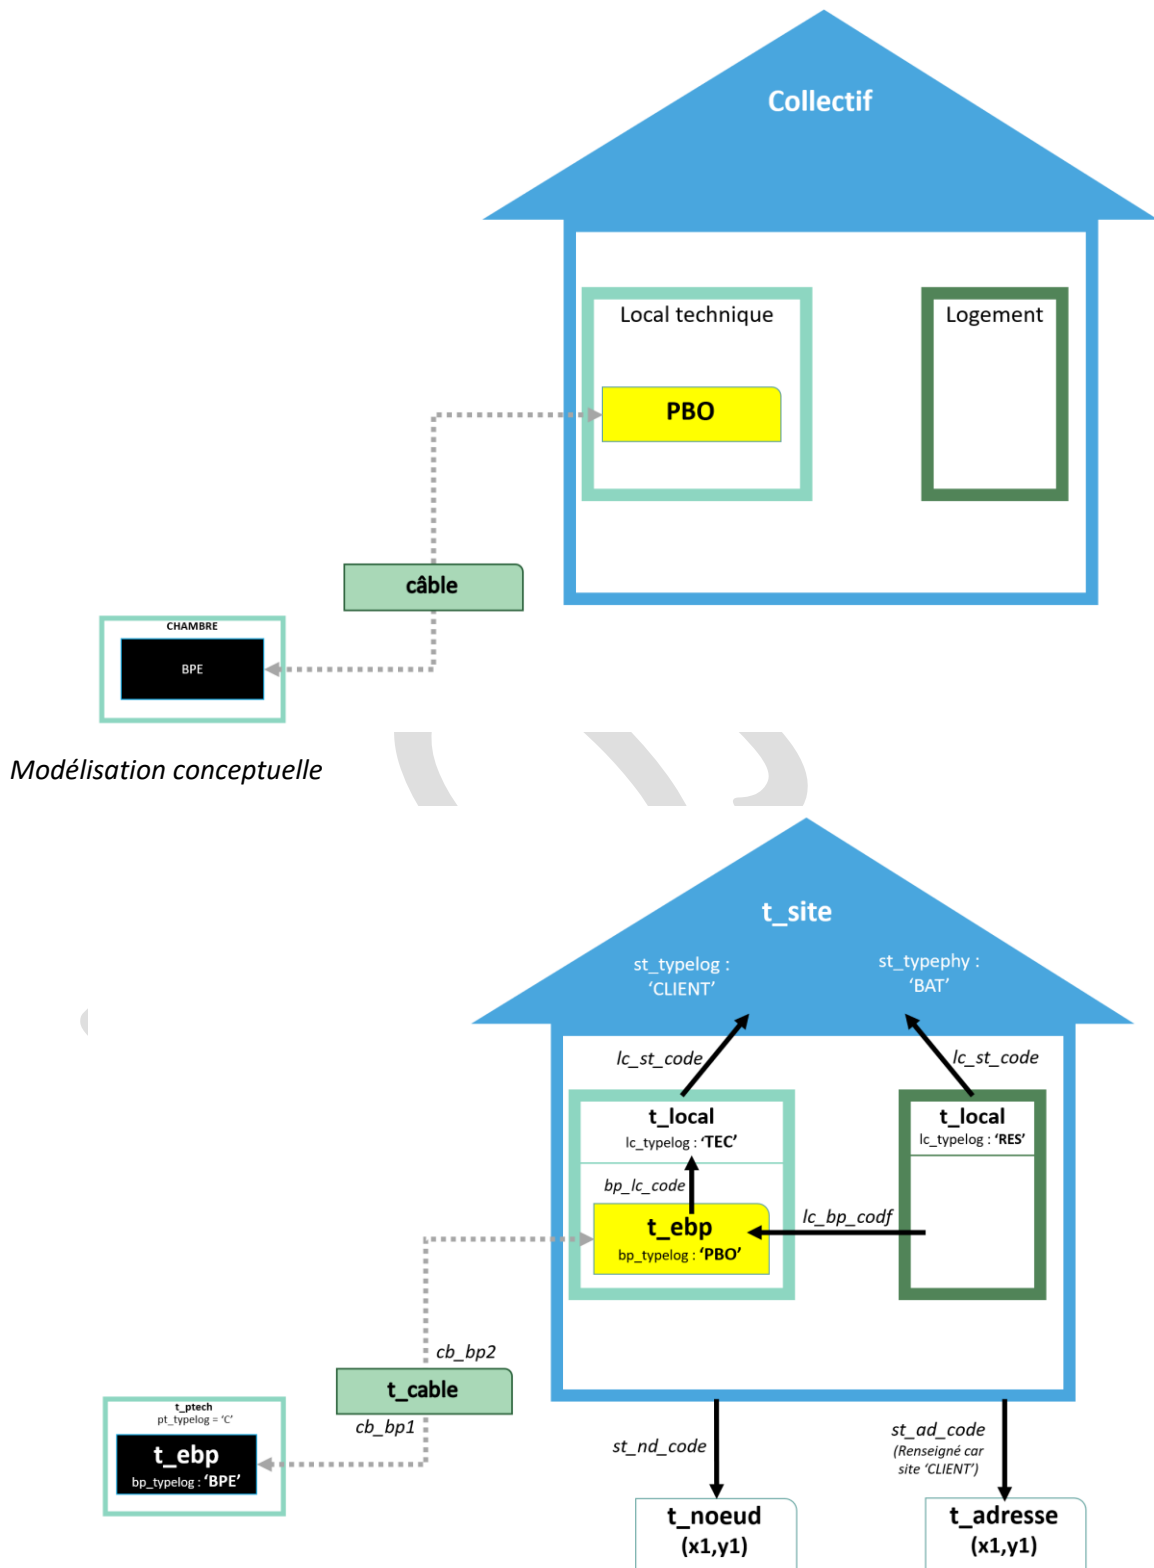 Collectif
Local technique
Logement
PBO
câble
CHAMBRE
BPE
Modélisation conceptuelle
t_site
st_typelog :
‘CLIENT’
st_typephy :
‘BAT’
lc_st_code
lc_st_code
t_local
lc_typelog : ‘TEC’
t_local
lc_typelog : ‘RES’
bp_lc_code
lc_bp_codf
t_ebp
bp_typelog : ‘PBO’
cb_bp2
t_cable
cb_bp1
t_ptech
pt_typelog = ‘C’
t_ebp
bp_typelog : ‘BPE’
st_nd_code
st_ad_code
(Renseigné car
site ‘CLIENT’)
t_noeud
(x1,y1)
t_adresse
(x1,y1)